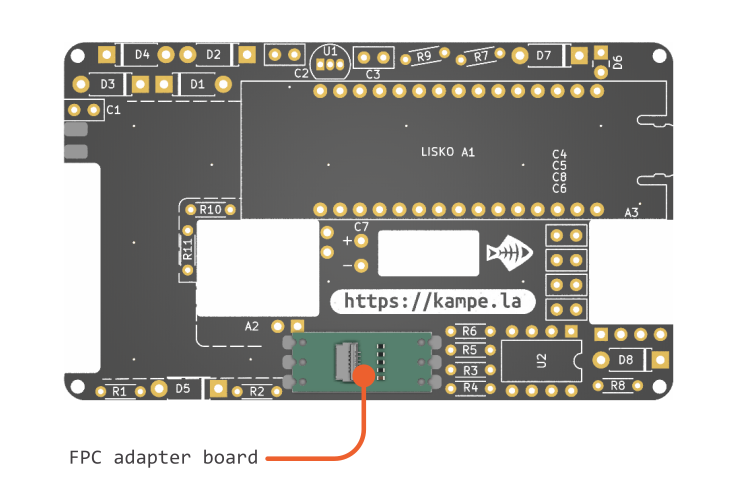 D4
D2
U1
C2
C3
R9
R7
D7
D6
D3
D1
C1
LISKO A1
C4
C5
C8
C6
R10
A3
C7
R11
+
−
https://kampe.la
A2
R6
R5
R3
R4
U2
D8
R1
D5
R2
R8
FPC adapter board